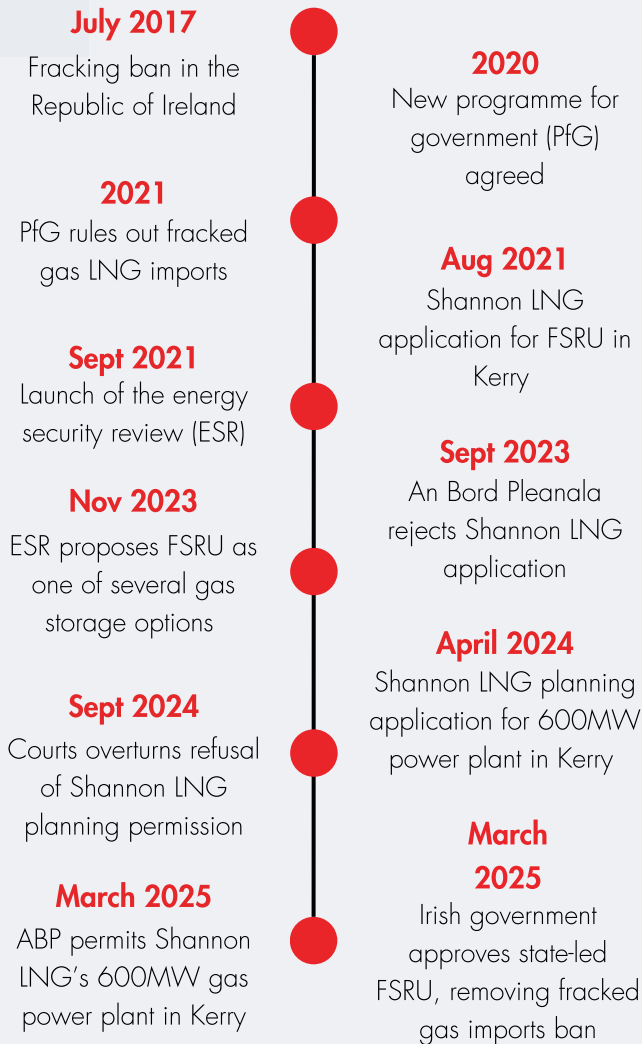 July 2017
Fracking ban in the
Republic of Ireland
2020
New programme for
government (PfG)
agreed
2021
PfG rules out fracked
gas LNG imports
Aug 2021
Shannon LNG
application for FSRU in
Kerry
Sept 2021
Launch of the energy
security review (ESR)
Sept 2023
An Bord Pleanala
rejects Shannon LNG
application
Nov 2023
ESR proposes FSRU as
one of several gas
storage options
April 2024
Shannon LNG planning
application for 600MW
power plant in Kerry
Sept 2024
Courts overturns refusal
of Shannon LNG
planning permission
March
2025
Irish government
approves state-led
FSRU, removing fracked
gas imports ban
March 2025
ABP permits Shannon
LNG’s 600MW gas
power plant in Kerry